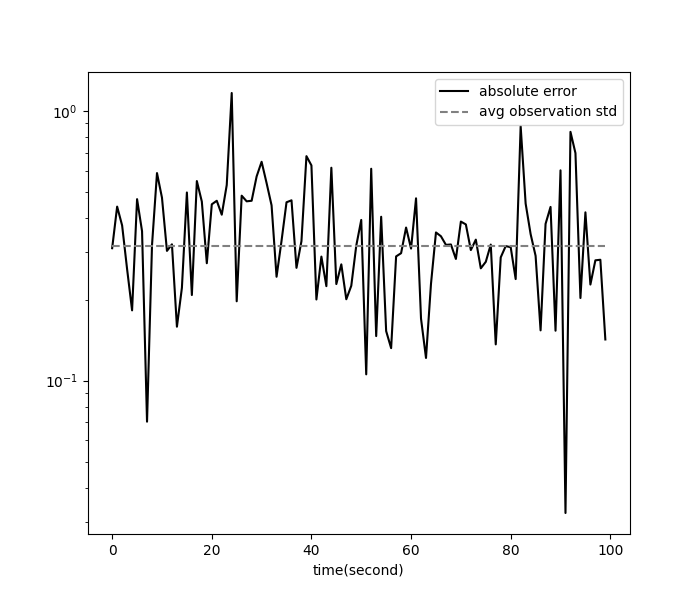 absolute error
avg observation std
10⁰
10⁻¹
0 20 40 60 80 100
time(second)